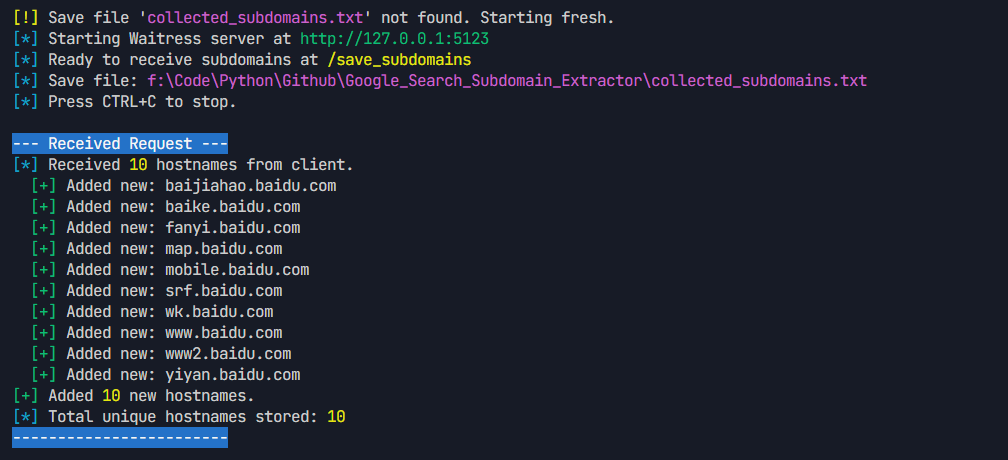 [!] Save file 'collected_subdomains.txt' not found. Starting fresh.
[*] Starting Waitress server at http://127.0.0.1:5123
[*] Ready to receive subdomains at /save_subdomains
[*] Save file: f:\Code\Python\Github\Google_Search_Subdomain_Extractor\collected_subdomains.txt
[*] Press CTRL+C to stop.

--- Received Request ---
[*] Received 10 hostnames from client.
  [+] Added new: baijiahao.baidu.com
  [+] Added new: baike.baidu.com
  [+] Added new: fanyi.baidu.com
  [+] Added new: map.baidu.com
  [+] Added new: mobile.baidu.com
  [+] Added new: srf.baidu.com
  [+] Added new: wk.baidu.com
  [+] Added new: www.baidu.com
  [+] Added new: www2.baidu.com
  [+] Added new: yiyan.baidu.com
[+] Added 10 new hostnames.
[*] Total unique hostnames stored: 10
------------------------